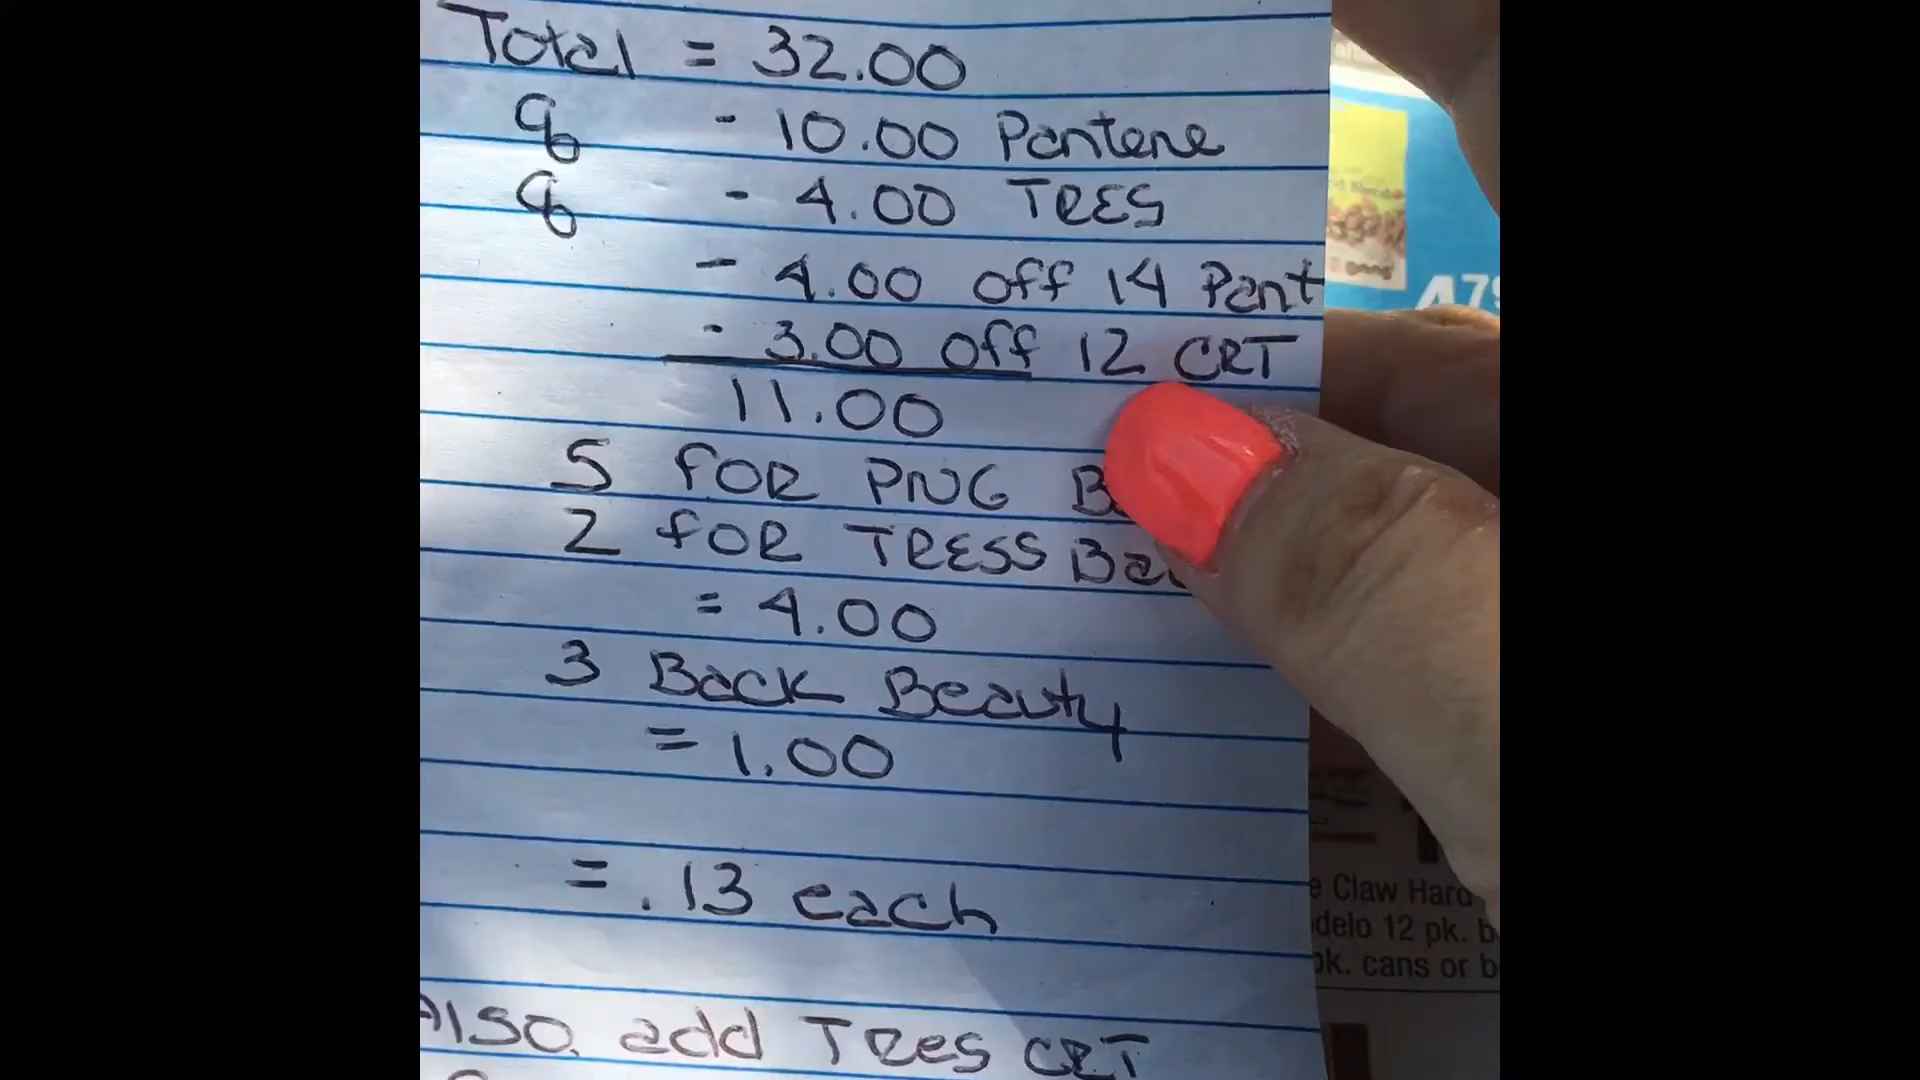 Total = 32.00
- 10.00 Pantene
- 4.00 TRES
- 4.00 off 14 Pant
- 3.00 off 12 CRT
11.00
5 FOR PNG B
2 FOR TRESS Ba
= 4.00
3 Back Beauty
= 1.00
= .13 each
Also add Tres CRT
479
e Claw Hard
delo 12 pk. b
pk. cans or b